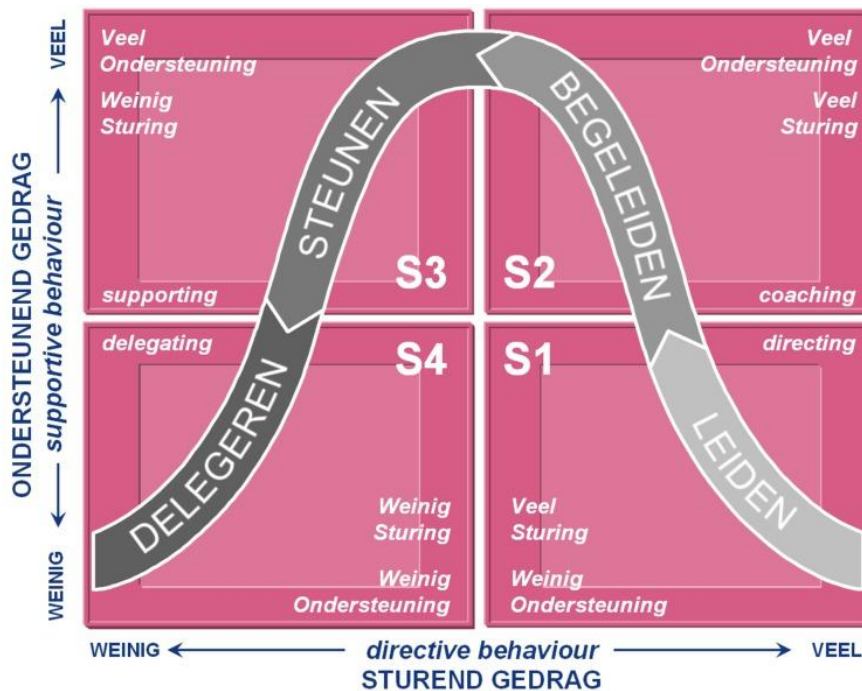 VEEL
ONDERSTEUNEND GEDRAG
supportive behaviour
WEINIG
Veel
Ondersteuning
Weinig
Sturing
STEUNEN
S3
supporting
Veel
Ondersteuning
Veel
Sturing
BEGELEIDEN
S2
coaching
delegating
S4
DELEGEREN
Weinig
Sturing
Weinig
Ondersteuning
S1
directing
LEIDEN
Veel
Sturing
Weinig
Ondersteuning
WEINIG
directive behaviour
VEEL
STUREND GEDRAG